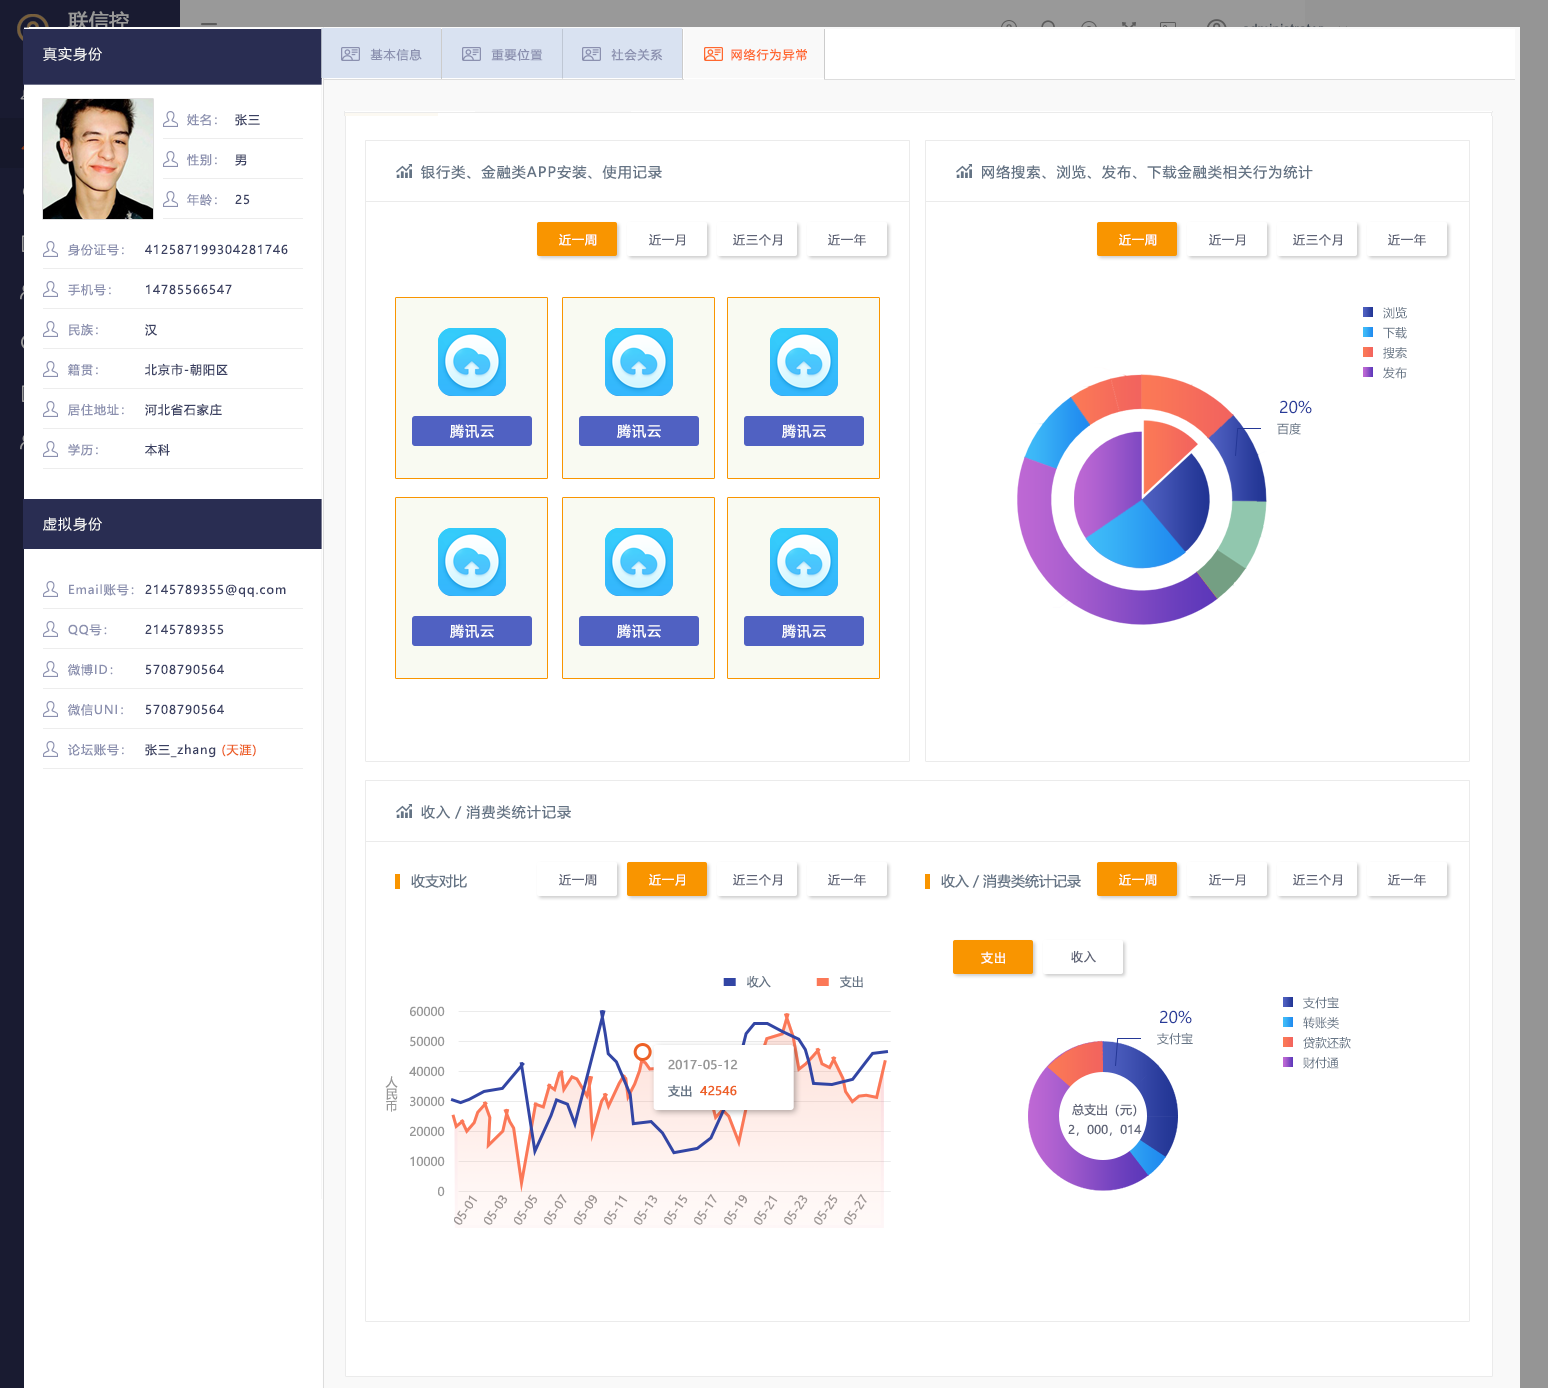 联信控
administrator
真实身份
基本信息
重要位置
社会关系
网络行为异常
姓名： 张三
性别： 男
年龄： 25
身份证号： 412587199304281746
手机号： 14785566547
民族： 汉
籍贯： 北京市-朝阳区
居住地址： 河北省石家庄
学历： 本科
虚拟身份
Email账号： 2145789355@qq.com
QQ号： 2145789355
微博ID： 5708790564
微信UNI： 5708790564
论坛账号： 张三_zhang (天涯)
银行类、金融类APP安装、使用记录
近一周 近一月 近三个月 近一年
腾讯云 腾讯云 腾讯云
腾讯云 腾讯云 腾讯云
网络搜索、浏览、发布、下载金融类相关行为统计
近一周 近一月 近三个月 近一年
浏览
下载
搜索
发布
20%
百度
收入 / 消费类统计记录
收支对比
近一周 近一月 近三个月 近一年
收入 支出
人民币
60000
50000
40000
30000
20000
10000
0
2017-05-12
支出 42546
05-01 05-03 05-05 05-07 05-09 05-11 05-13 05-15 05-17 05-19 05-21 05-23 05-25 05-27
收入 / 消费类统计记录
近一周 近一月 近三个月 近一年
支出 收入
支付宝
转账类
贷款还款
财付通
20%
支付宝
总支出（元）
2，000，014